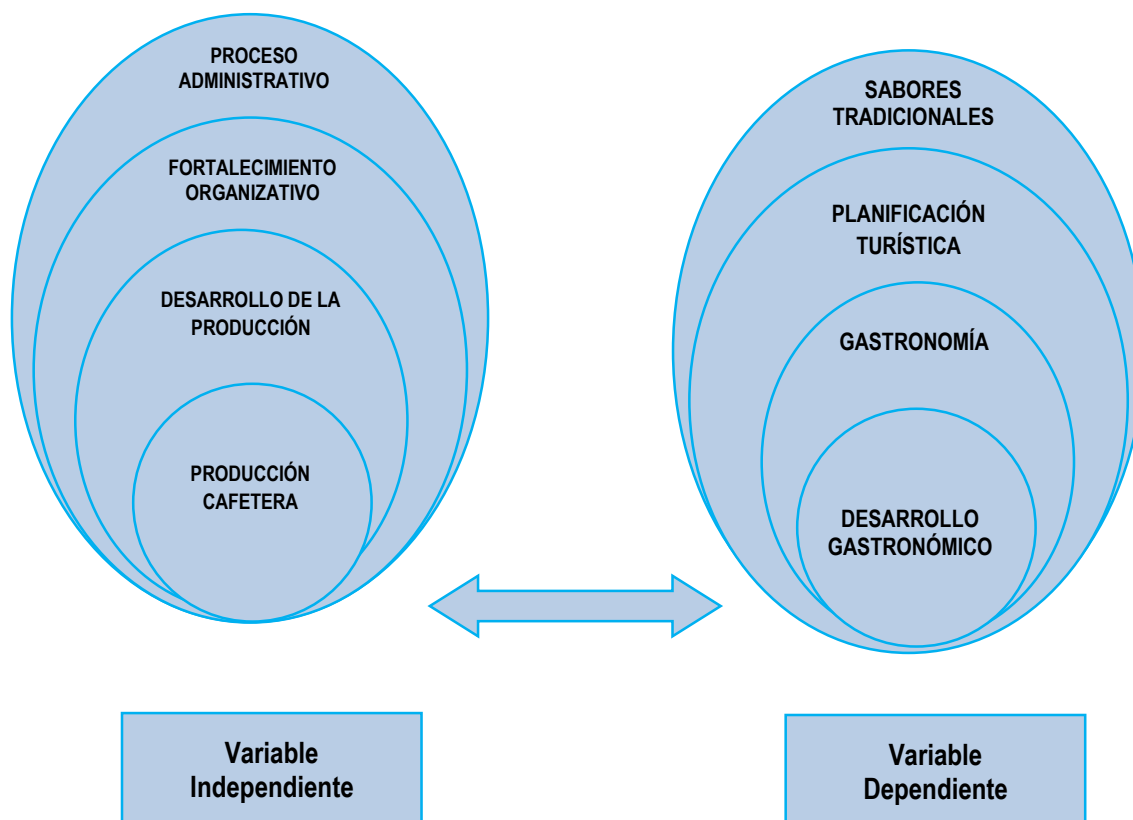 PROCESO
ADMINISTRATIVO
FORTALECIMIENTO
ORGANIZATIVO
DESARROLLO DE LA
PRODUCCIÓN
PRODUCCIÓN
CAFETERA
SABORES
TRADICIONALES
PLANIFICACIÓN
TURÍSTICA
GASTRONOMÍA
DESARROLLO
GASTRONÓMICO
Variable
Independiente
Variable
Dependiente